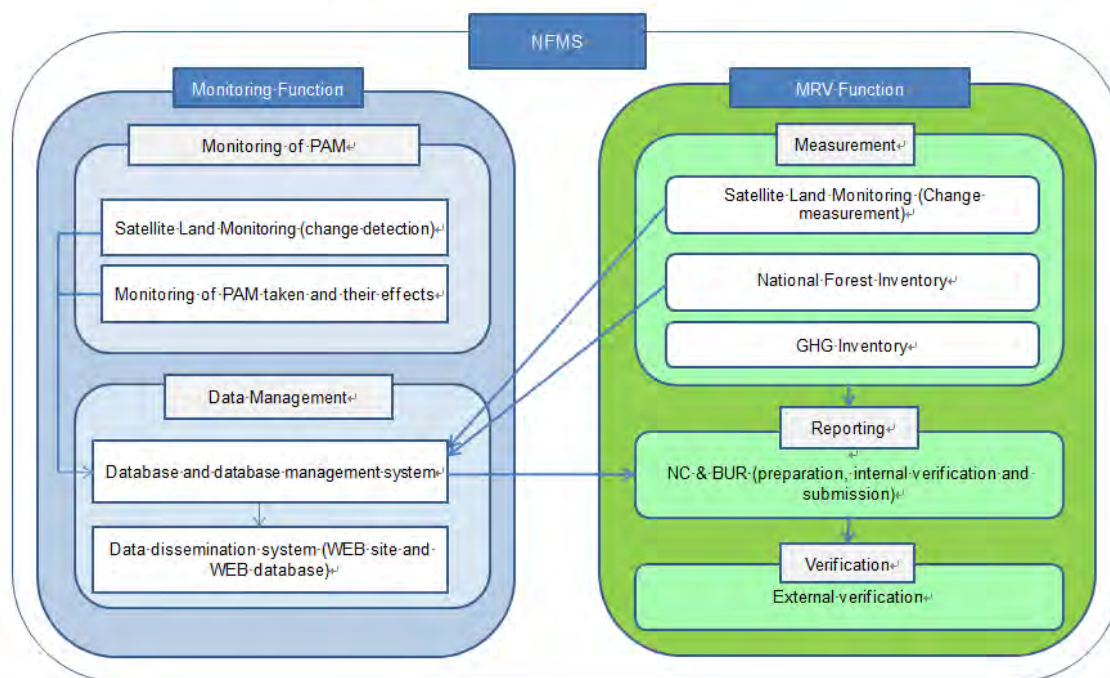 NFMS
Monitoring Function
Monitoring of PAM
Satellite Land Monitoring (change detection)
Monitoring of PAM taken and their effects
Data Management
Database and database management system
Data dissemination system (WEB site and
WEB database)
MRV Function
Measurement
Satellite Land Monitoring (Change
measurement)
National Forest Inventory
GHG Inventory
Reporting
NC & BUR (preparation, internal verification and
submission)
Verification
External verification